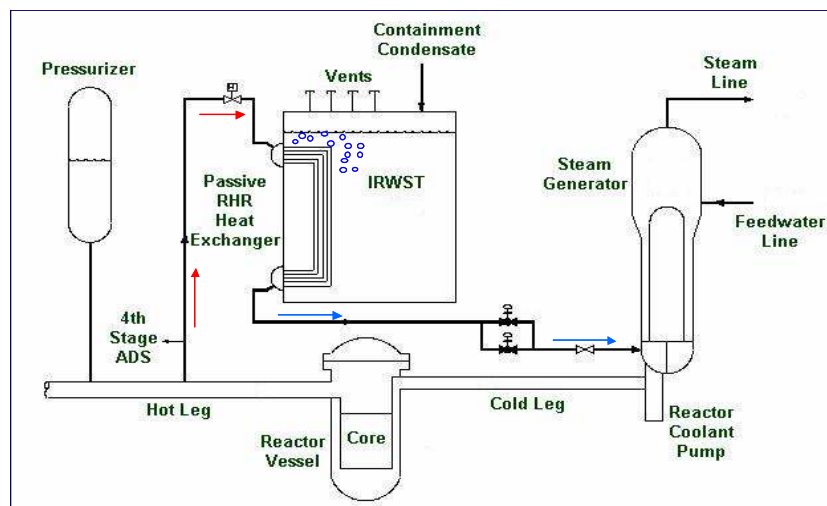 Containment
Condensate
Pressurizer
Vents
Steam
Line
Passive
RHR
Heat
Exchanger
IRWST
Steam
Generator
Feedwater
Line
4th
Stage
ADS
Hot Leg
Cold Leg
Reactor
Vessel
Core
Reactor
Coolant
Pump